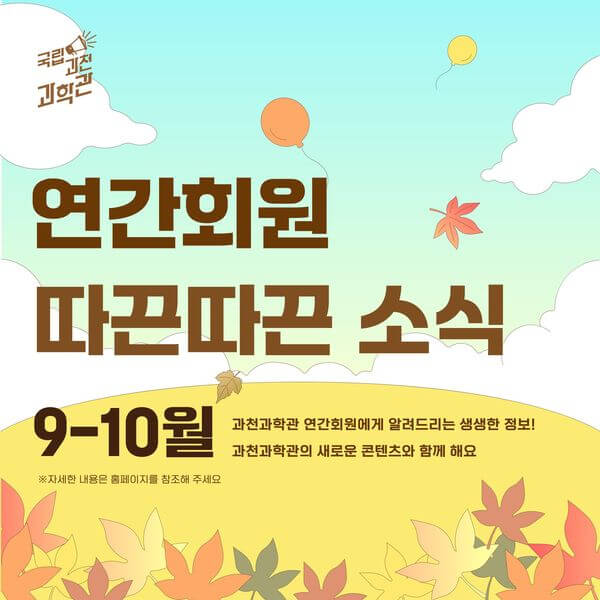 국립
과천
과학관
연간회원
따끈따끈 소식
9-10월
과천과학관 연간회원에게 알려드리는 생생한 정보!
과천과학관의 새로운 콘텐츠와 함께 해요
※자세한 내용은 홈페이지를 참조해 주세요